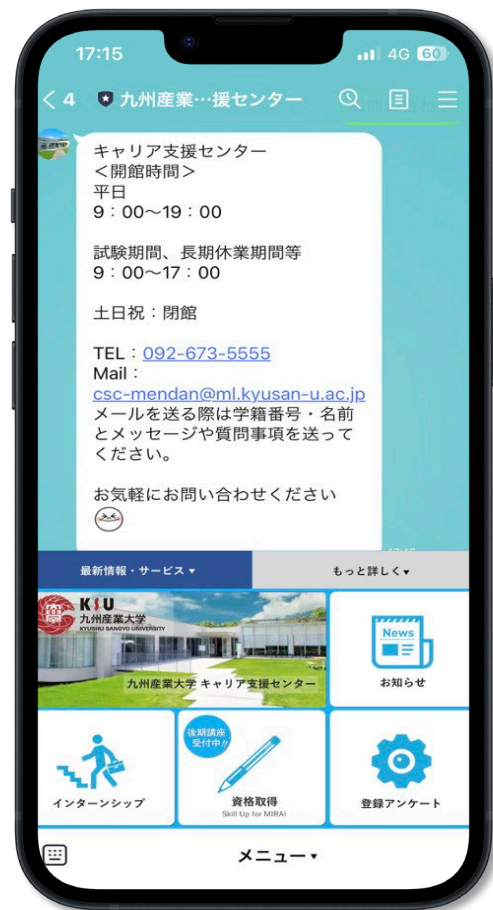 17:15
4G 60
4 九州産業…援センター
キャリア支援センター
＜開館時間＞
平日
9：00〜19：00
試験期間、長期休業期間等
9：00〜17：00
土日祝：閉館
TEL：092-673-5555
Mail：
csc-mendan@ml.kyusan-u.ac.jp
メールを送る際は学籍番号・名前
とメッセージや質問事項を送って
ください。
お気軽にお問い合わせください
最新情報・サービス▼
もっと詳しく▼
KSU
九州産業大学
KYUSHU SANGYO UNIVERSITY
九州産業大学 キャリア支援センター
News
お知らせ
インターンシップ
後期講座
受付中!!
資格取得
Skill Up for MIRAI
登録アンケート
メニュー▼